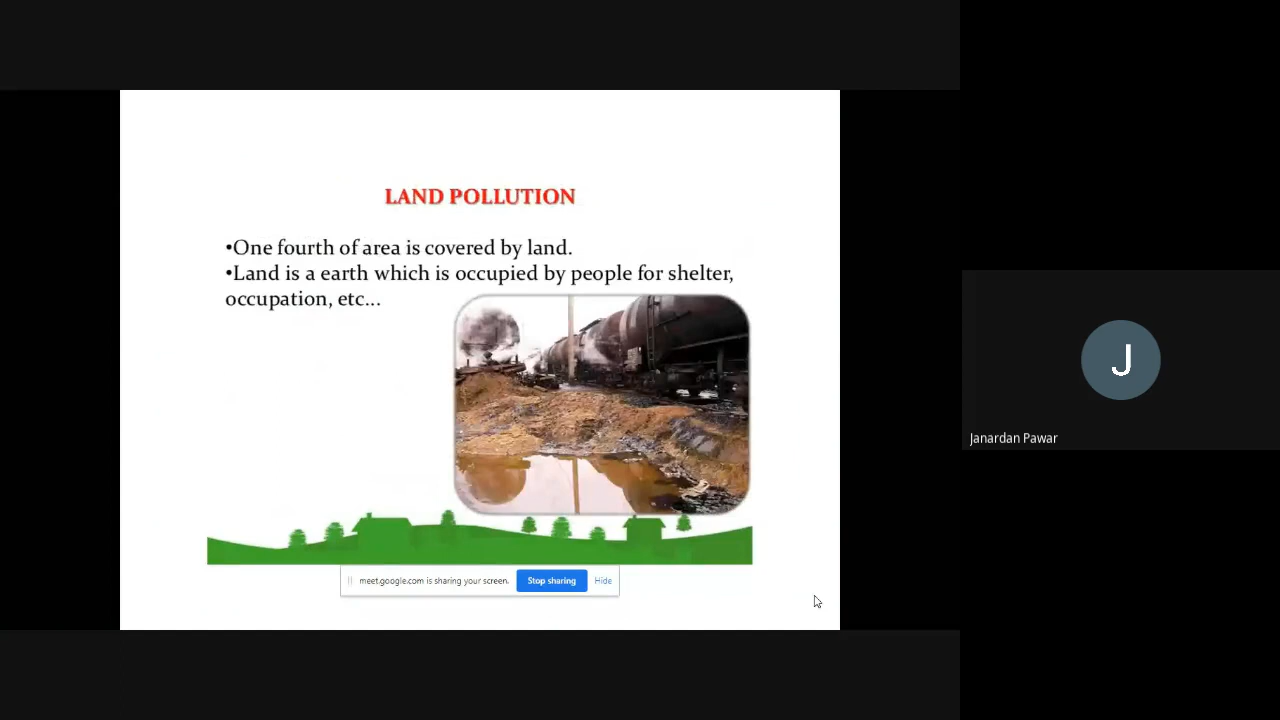 LAND POLLUTION
•One fourth of area is covered by land.
•Land is a earth which is occupied by people for shelter,
occupation, etc...
meet.google.com is sharing your screen. Stop sharing Hide
J
Janardan Pawar